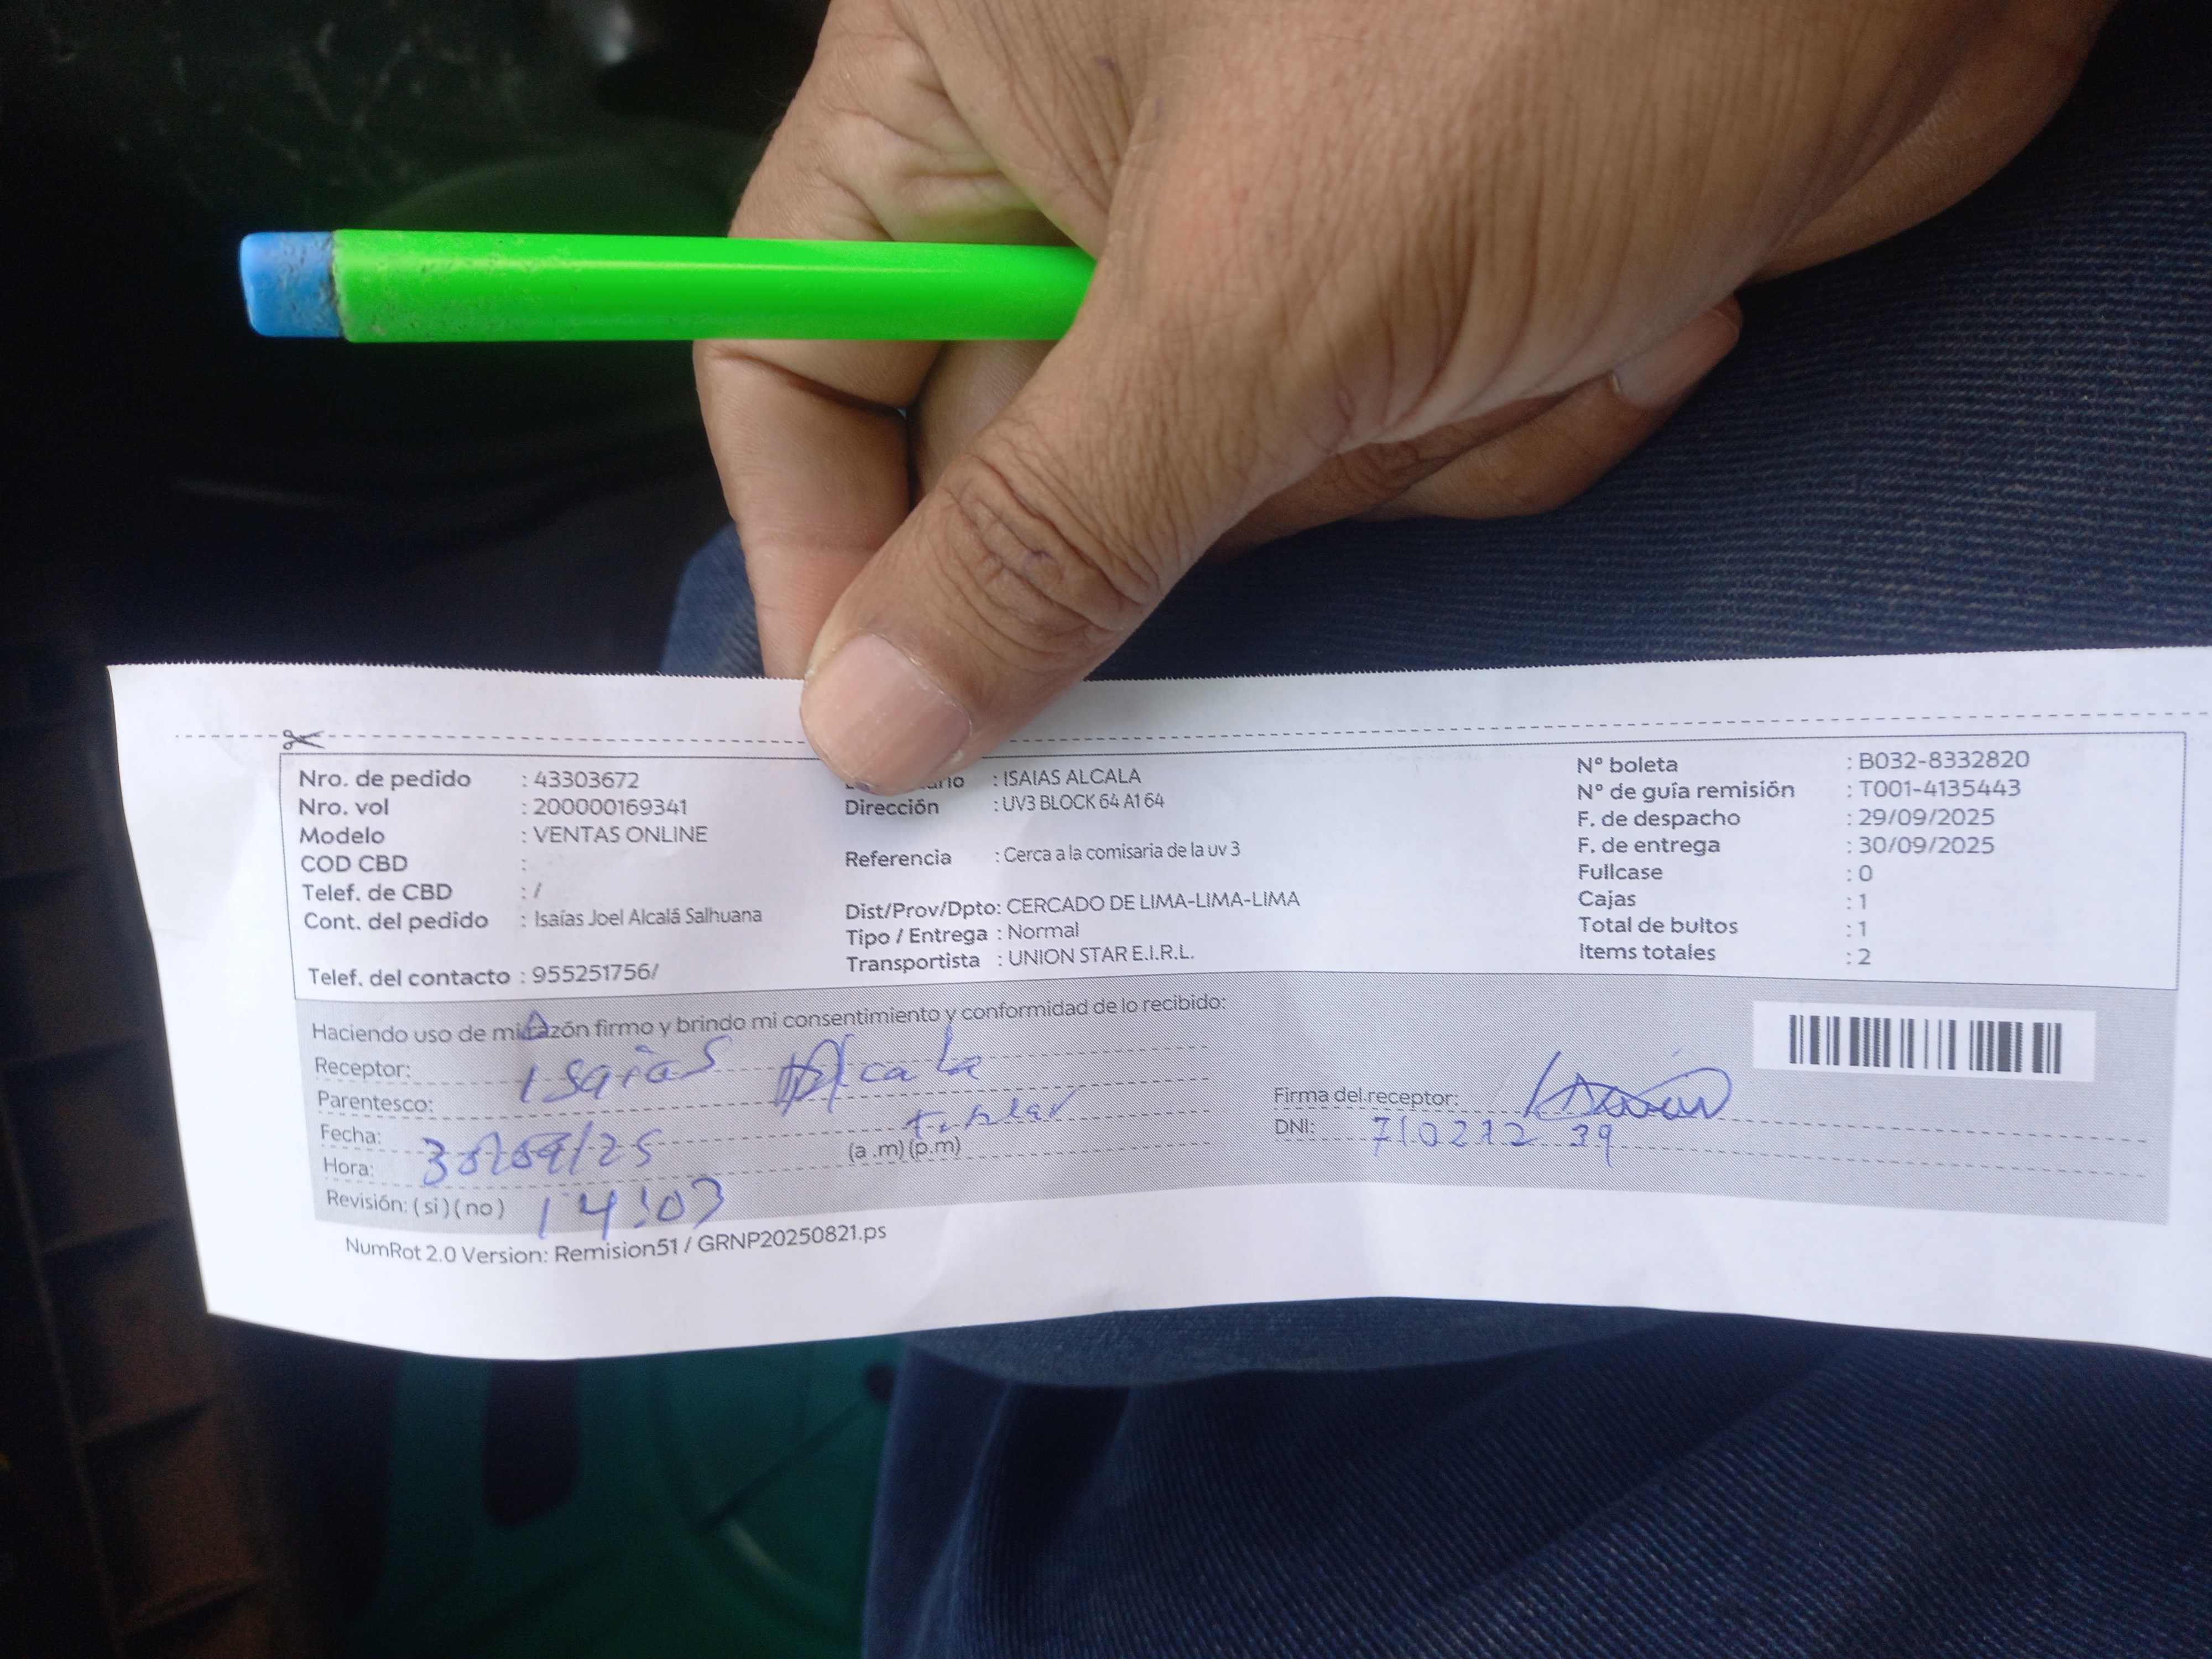 Nro. de pedido : 43303672
Nro. vol : 200000169341
Modelo : VENTAS ONLINE
COD CBD :
Telef. de CBD : /
Cont. del pedido : Isaías Joel Alcalá Salhuana
Telef. del contacto : 955251756/
: ISAIAS ALCALA
Dirección : UV3 BLOCK 64 A1 64
Referencia : Cerca a la comisaria de la uv 3
Dist/Prov/Dpto: CERCADO DE LIMA-LIMA-LIMA
Tipo / Entrega : Normal
Transportista : UNION STAR E.I.R.L.
N° boleta : B032-8332820
N° de guía remisión : T001-4135443
F. de despacho : 29/09/2025
F. de entrega : 30/09/2025
Fullcase : 0
Cajas : 1
Total de bultos : 1
Items totales : 2
Haciendo uso de mi razón firmo y brindo mi consentimiento y conformidad de lo recibido:
Receptor: Isaias Alcala
Parentesco: titular
Fecha: 30/09/25
Hora: 14:03 (a.m)(p.m)
Revisión: (si) (no)
Firma del receptor:
DNI: 71021239
NumRot 2.0 Version: Remision51 / GRNP20250821.ps